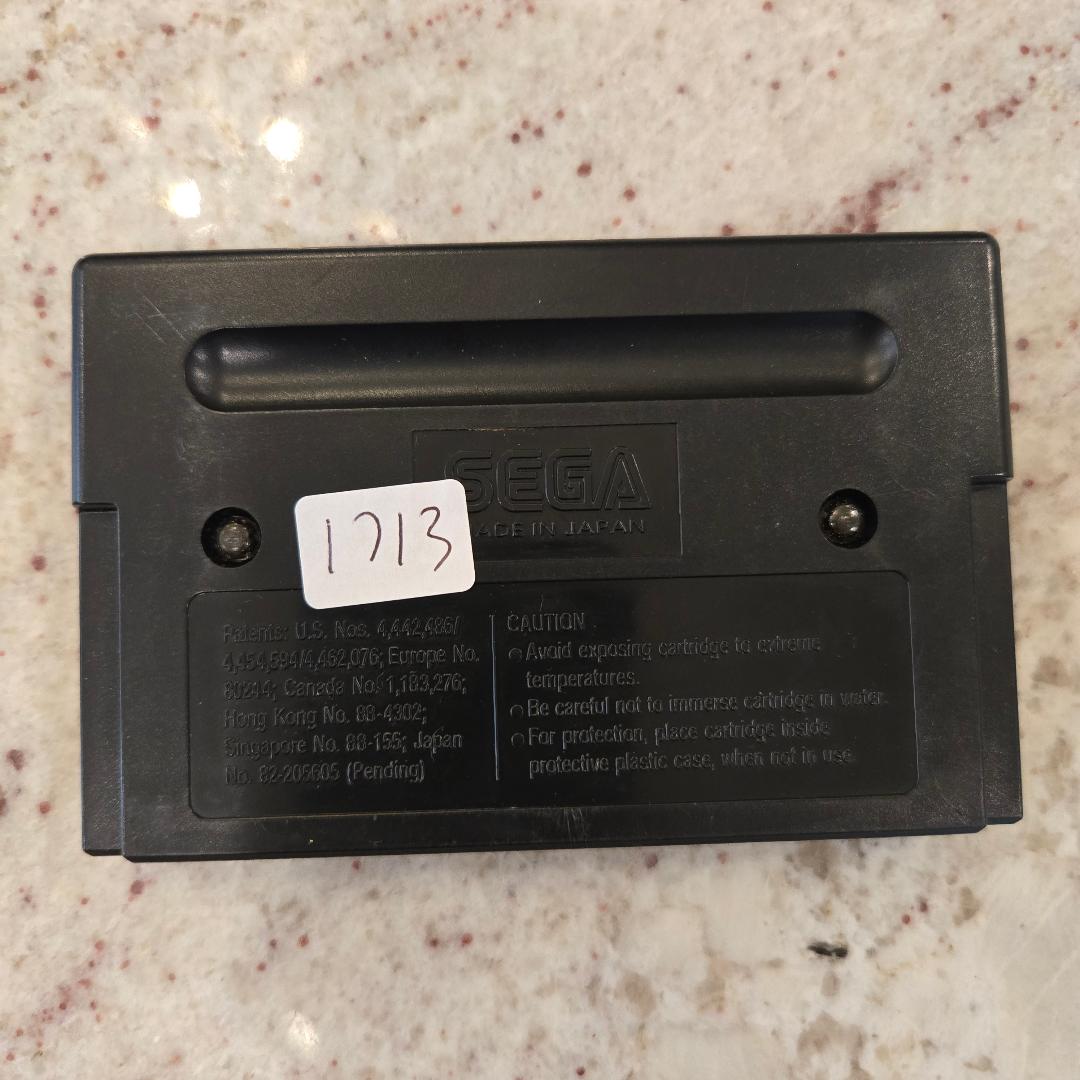 SEGA
MADE IN JAPAN
1713
Patents: U.S. Nos. 4,442,486/
4,454,594/4,462,076; Europe No.
80244; Canada No. 1,183,276;
Hong Kong No. 88-4302;
Singapore No. 88-155; Japan
No. 82-205605 (Pending)
CAUTION
○ Avoid exposing cartridge to extreme
temperatures.
○ Be careful not to immerse cartridge in water.
○ For protection, place cartridge inside
protective plastic case, when not in use.